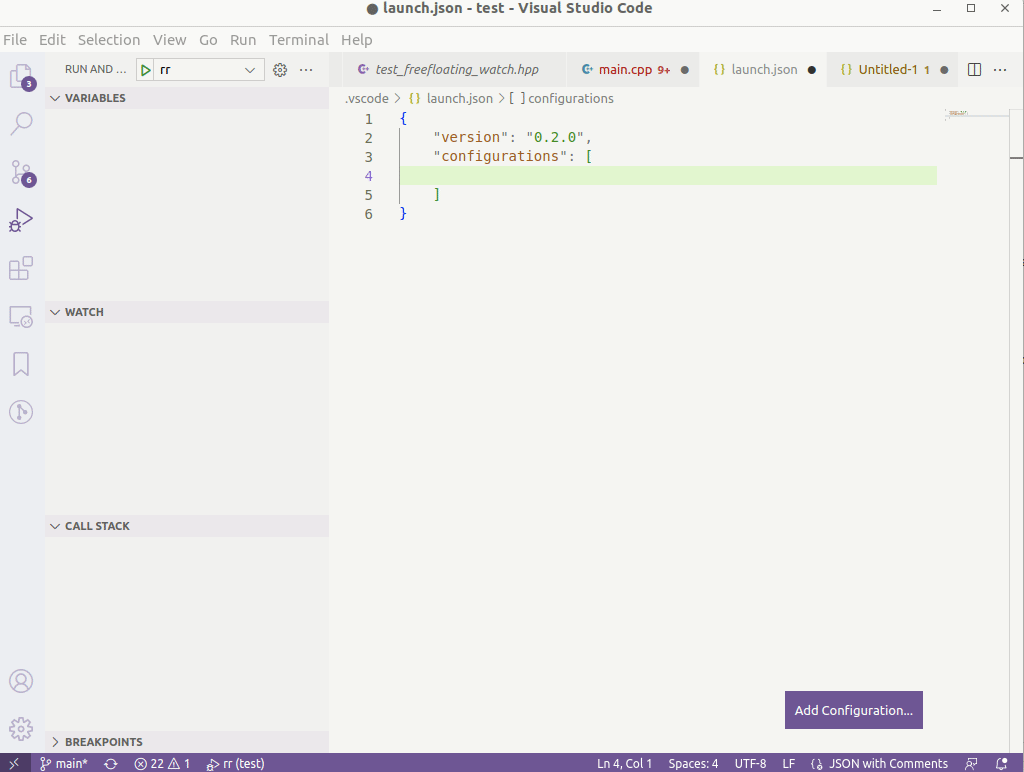 ● launch.json - test - Visual Studio Code
File Edit Selection View Go Run Terminal Help
RUN AND ... rr ...
test_freefloating_watch.hpp main.cpp 9+ ● {} launch.json ● {} Untitled-1 1 ● ...
.vscode > {} launch.json > [ ] configurations
VARIABLES
1 {
2 "version": "0.2.0",
3 "configurations": [
4
5 ]
6 }
3
6
WATCH
CALL STACK
Add Configuration...
BREAKPOINTS
main* 22 1 rr (test) Ln 4, Col 1 Spaces: 4 UTF-8 LF JSON with Comments